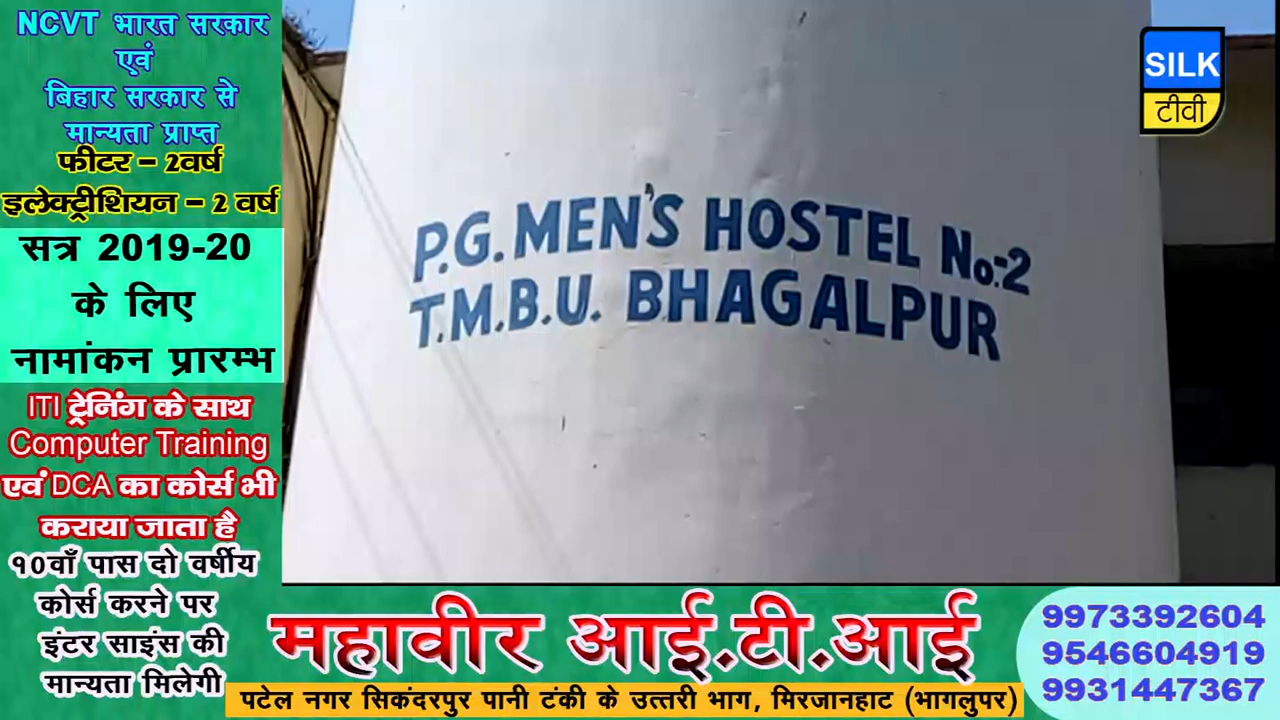 NCVT भारत सरकार
एवं
बिहार सरकार से
मान्यता प्राप्त
फीटर – 2वर्ष
इलेक्ट्रीशियन – 2 वर्ष
सत्र 2019-20
के लिए
नामांकन प्रारम्भ
ITI ट्रेनिंग के साथ
Computer Training
एवं DCA का कोर्स भी
कराया जाता है
१०वाँ पास दो वर्षीय
कोर्स करने पर
इंटर साइंस की
मान्यता मिलेगी
P.G. MEN'S HOSTEL No:-2
T.M.B.U. BHAGALPUR
SILK
टीवी
महावीर आई.टी.आई
पटेल नगर सिकंदरपुर पानी टंकी के उत्तरी भाग, मिरजानहाट (भागलुपर)
9973392604
9546604919
9931447367